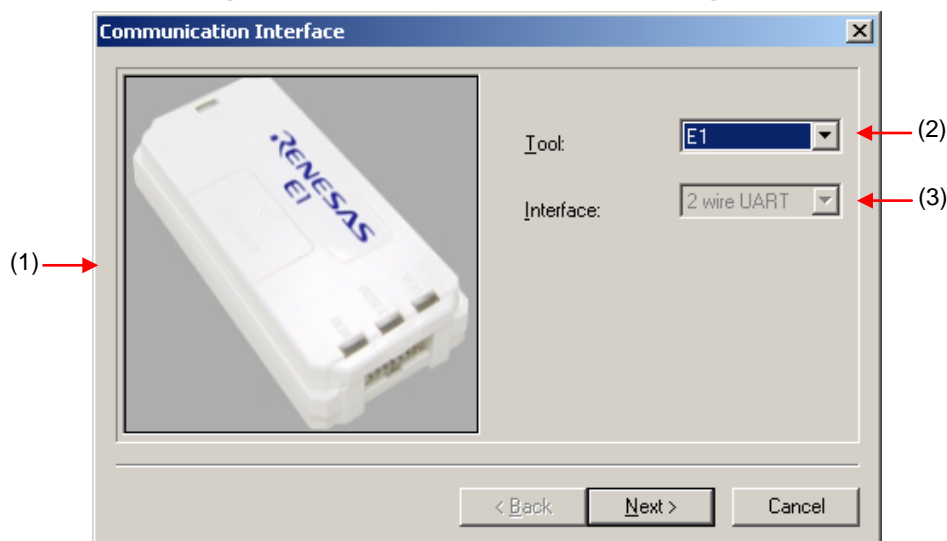 Communication Interface
RENESAS
E1
Tool:
E1
(2)
Interface:
2 wire UART
(3)
(1)
< Back
Next >
Cancel